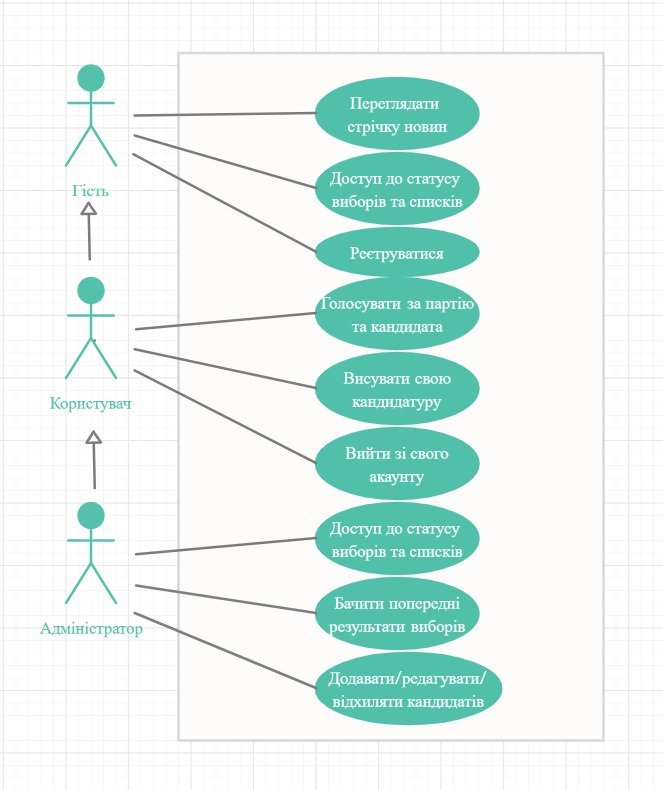 Переглядати
стрічку новин
Гість
Доступ до статусу
виборів та списків
Реєтруватися
Голосувати за партію
та кандидата
Висувати свою
кандидатуру
Користувач
Вийти зі свого
акаунту
Доступ до статусу
виборів та списків
Бачити попередні
результати виборів
Адміністратор
Додавати/редагувати/
відхиляти кандидатів